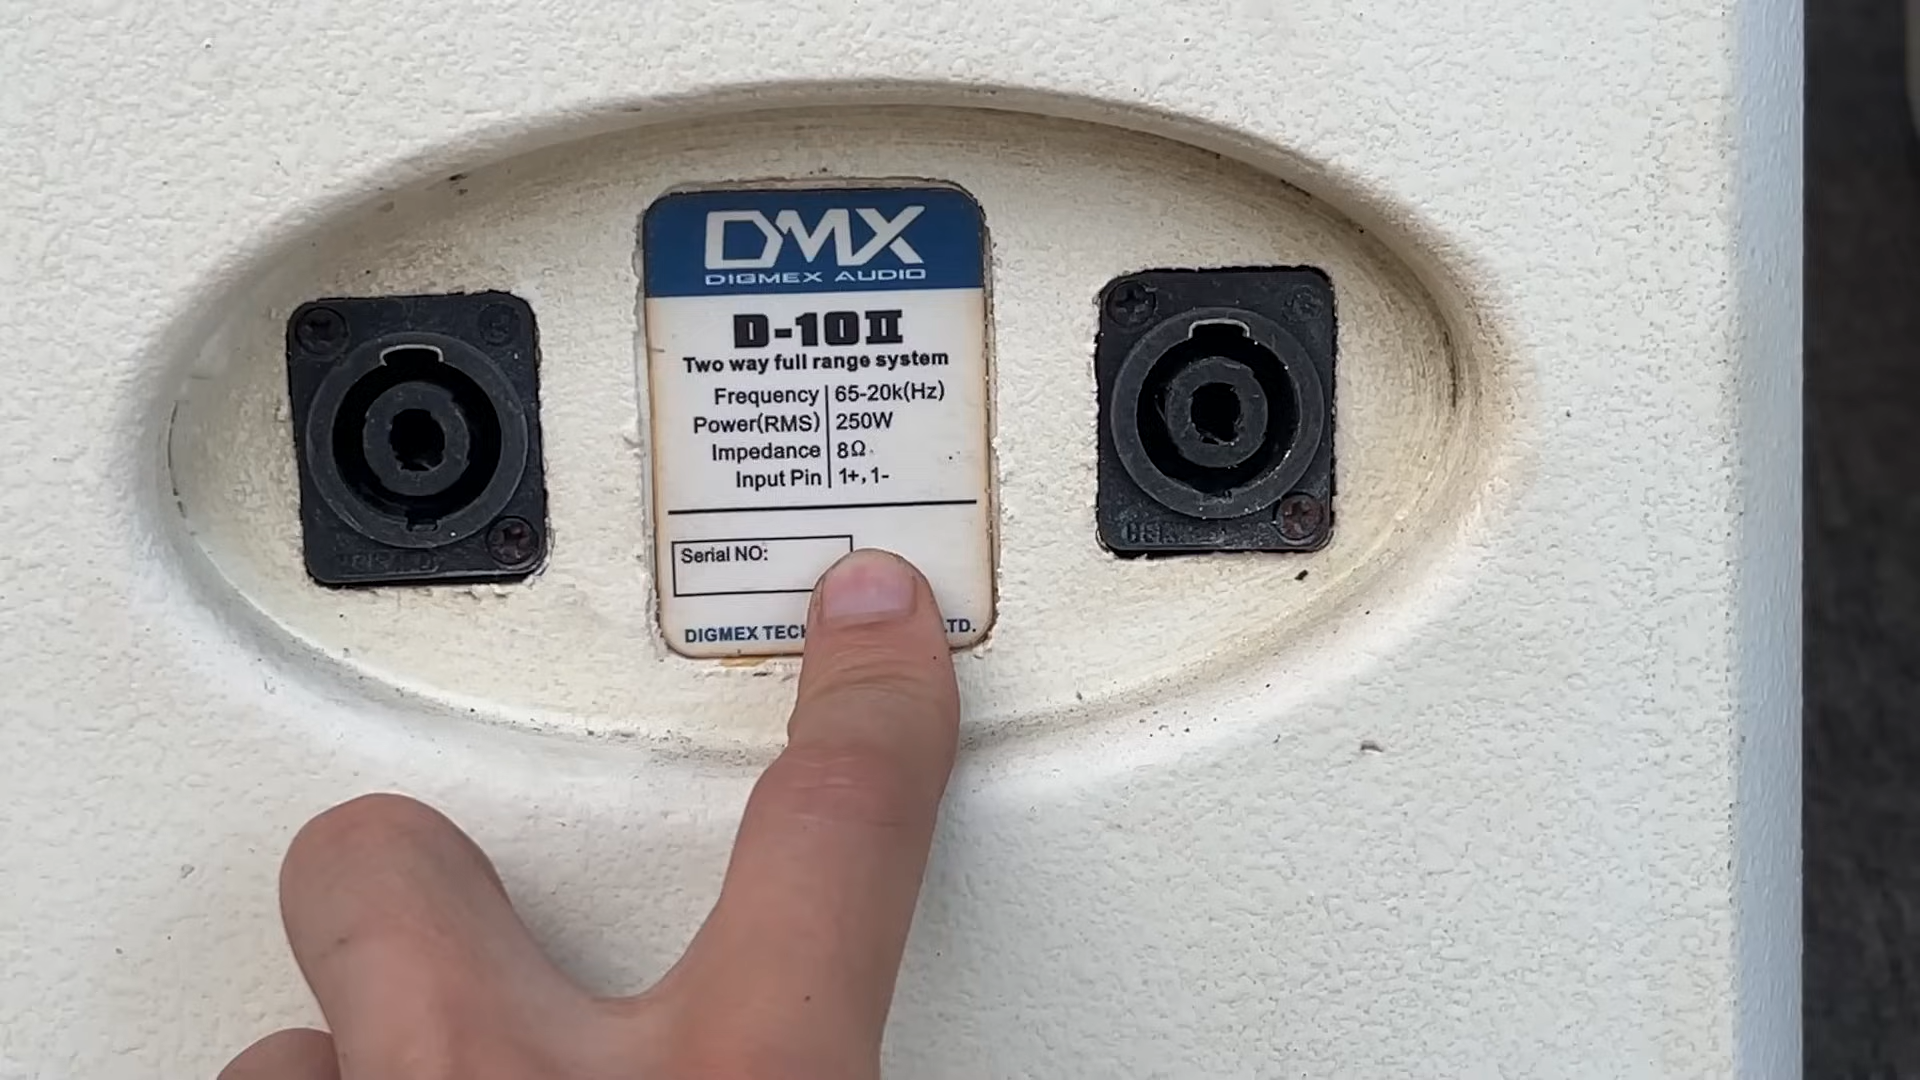 DMX
DIGMEX AUDIO
D-10II
Two way full range system
Frequency 65-20k(Hz)
Power(RMS) 250W
Impedance 8Ω
Input Pin 1+,1-
Serial NO:
DIGMEX LTD.